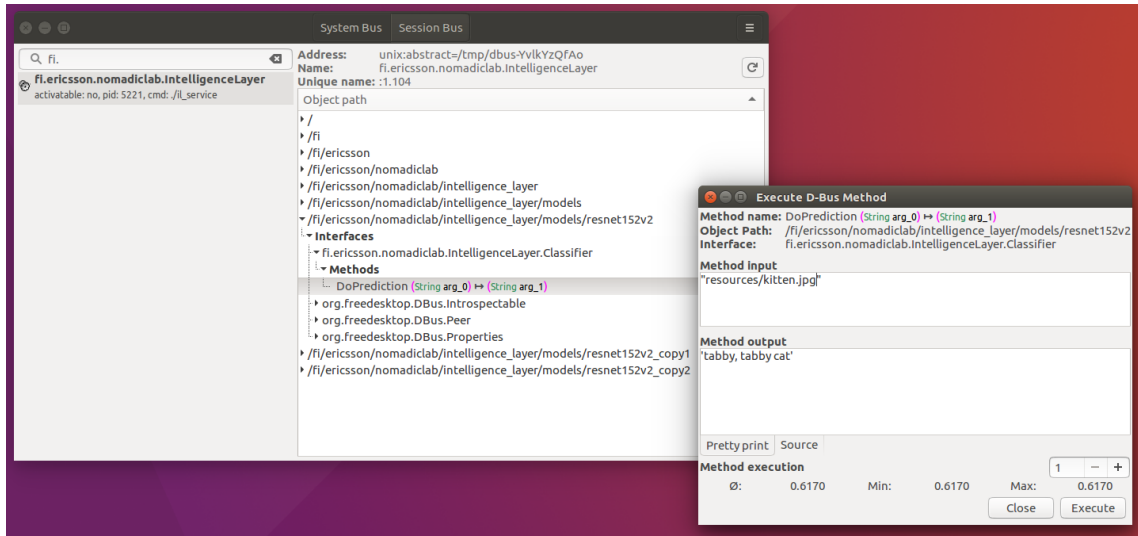 System Bus Session Bus
fi.
fi.ericsson.nomadiclab.IntelligenceLayer
activatable: no, pid: 5221, cmd: ./il_service
Address: unix:abstract=/tmp/dbus-YvlkYzQfAo
Name: fi.ericsson.nomadiclab.IntelligenceLayer
Unique name: :1.104
Object path
/
/fi
/fi/ericsson
/fi/ericsson/nomadiclab
/fi/ericsson/nomadiclab/intelligence_layer
/fi/ericsson/nomadiclab/intelligence_layer/models
/fi/ericsson/nomadiclab/intelligence_layer/models/resnet152v2
Interfaces
fi.ericsson.nomadiclab.IntelligenceLayer.Classifier
Methods
DoPrediction (String arg_0) ↦ (String arg_1)
org.freedesktop.DBus.Introspectable
org.freedesktop.DBus.Peer
org.freedesktop.DBus.Properties
/fi/ericsson/nomadiclab/intelligence_layer/models/resnet152v2_copy1
/fi/ericsson/nomadiclab/intelligence_layer/models/resnet152v2_copy2
Execute D-Bus Method
Method name: DoPrediction (String arg_0) ↦ (String arg_1)
Object Path: /fi/ericsson/nomadiclab/intelligence_layer/models/resnet152v2
Interface: fi.ericsson.nomadiclab.IntelligenceLayer.Classifier
Method input
"resources/kitten.jpg"
Method output
'tabby, tabby cat'
Pretty print Source
Method execution 1 − +
Ø: 0.6170 Min: 0.6170 Max: 0.6170
Close Execute